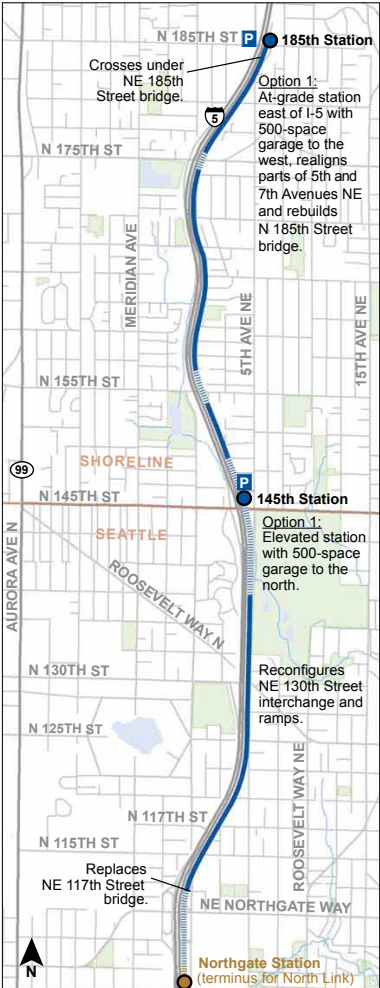 N 185TH ST
P
185th Station
Crosses under
NE 185th
Street bridge.
Option 1:
At-grade station
east of I-5 with
500-space
garage to the
west, realigns
parts of 5th and
7th Avenues NE
and rebuilds
N 185th Street
bridge.
5
N 175TH ST
MERIDIAN AVE
5TH AVE NE
15TH AVE NE
N 155TH ST
SHORELINE
99
P
N 145TH ST
145th Station
SEATTLE
Option 1:
Elevated station
with 500-space
garage to the
north.
AURORA AVE N
ROOSEVELT WAY N
N 130TH ST
Reconfigures
NE 130th Street
interchange and
ramps.
N 125TH ST
ROOSEVELT WAY NE
N 117TH ST
N 115TH ST
Replaces
NE 117th Street
bridge.
NE NORTHGATE WAY
N
Northgate Station
(terminus for North Link)